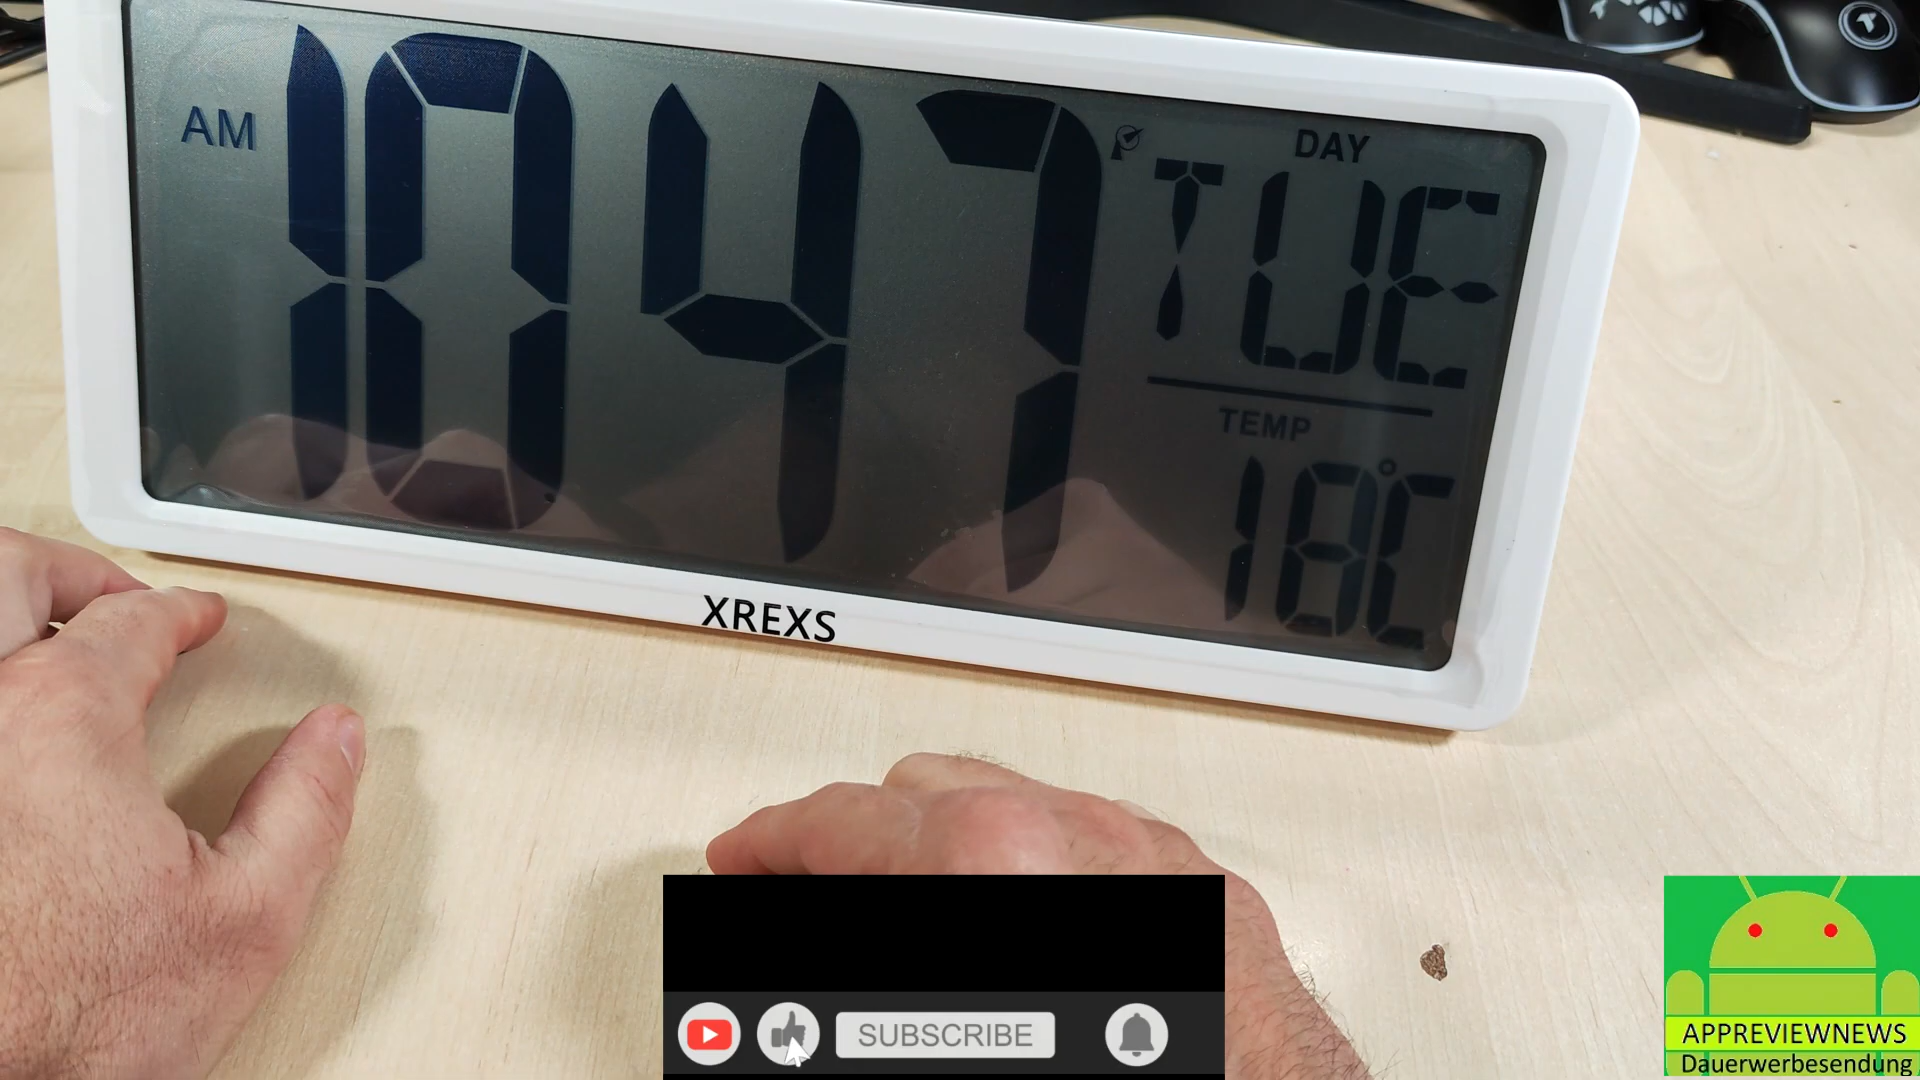 AM
10 47
DAY
TUE
TEMP
18°C
XREXS
SUBSCRIBE
APPREVIEWNEWS
Dauerwerbesendung